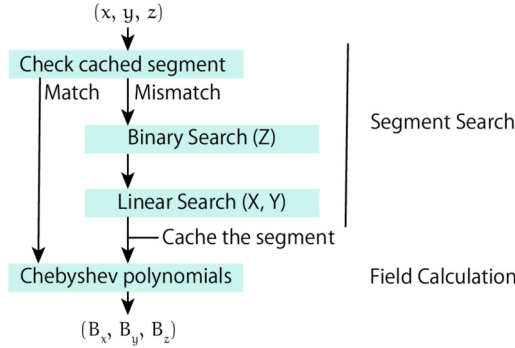 (x, y, z)
Check cached segment
Match
Mismatch
Segment Search
Binary Search (Z)
Linear Search (X, Y)
Cache the segment
Chebyshev polynomials
Field Calculation
(Bx, By, Bz)